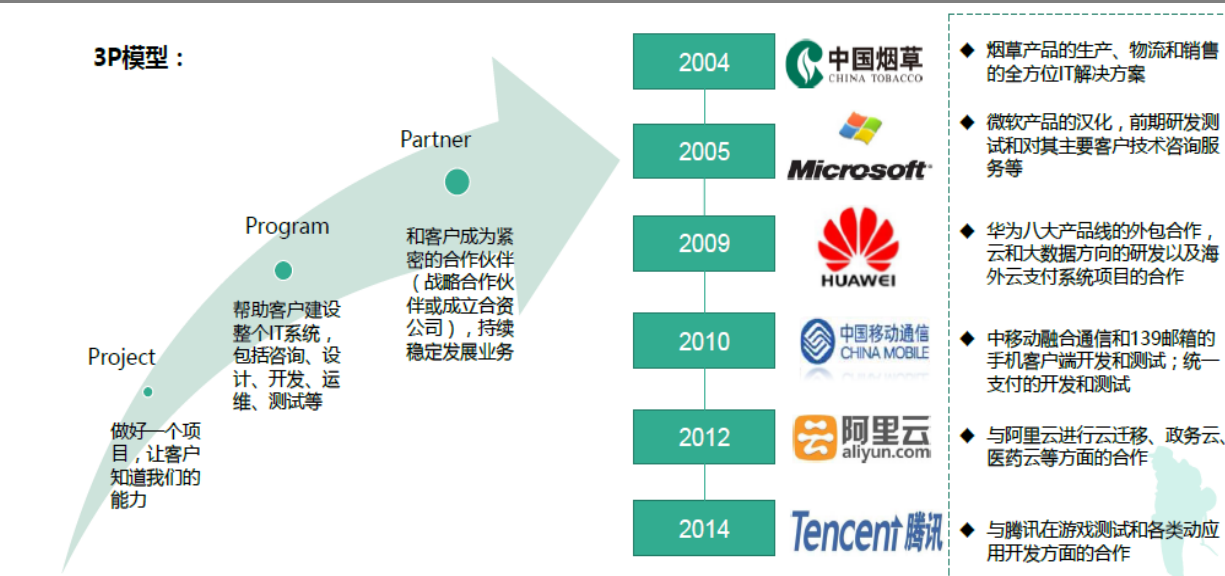 3P模型：
Project
做好一个项
目，让客户
知道我们的
能力
Program
帮助客户建设
整个IT系统，
包括咨询、设
计、开发、运
维、测试等
Partner
和客户成为紧
密的合作伙伴
（战略合作伙
伴或成立合资
公司），持续
稳定发展业务
2004
中国烟草
CHINA TOBACCO
◆ 烟草产品的生产、物流和销售
的全方位IT解决方案
2005
Microsoft
◆ 微软产品的汉化，前期研发测
试和对其主要客户技术咨询服
务等
2009
HUAWEI
◆ 华为八大产品线的外包合作，
云和大数据方向的研发以及海
外云支付系统项目的合作
2010
中国移动通信
CHINA MOBILE
◆ 中移动融合通信和139邮箱的
手机客户端开发和测试；统一
支付的开发和测试
2012
阿里云
aliyun.com
◆ 与阿里云进行云迁移、政务云、
医药云等方面的合作
2014
Tencent 腾讯
◆ 与腾讯在游戏测试和各类动应
用开发方面的合作